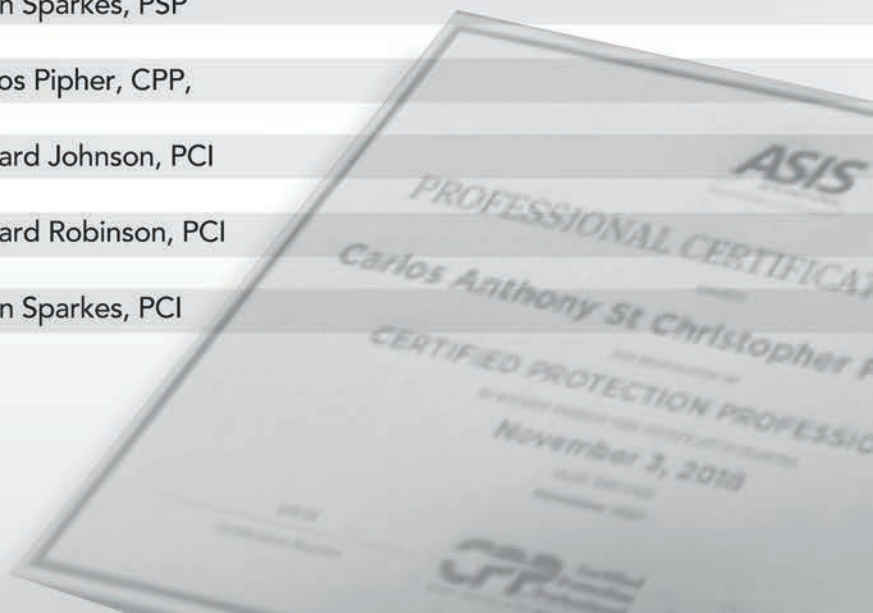 n Sparkes, PSP
os Pipher, CPP,
ard Johnson, PCI
ard Robinson, PCI
n Sparkes, PCI
ASIS
PROFESSIONAL CERTIFICAT
Carlos Anthony St Christopher P
CERTIFIED PROTECTION PROFESSIO
November 3, 2018
CPP